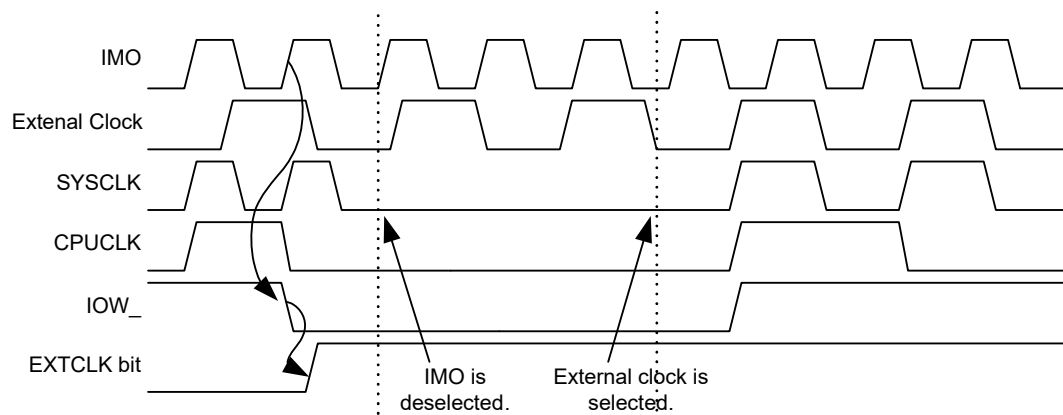 IMO
Extenal Clock
SYSCLK
CPUCLK
IOW_
EXTCLK bit
IMO is
deselected.
External clock is
selected.